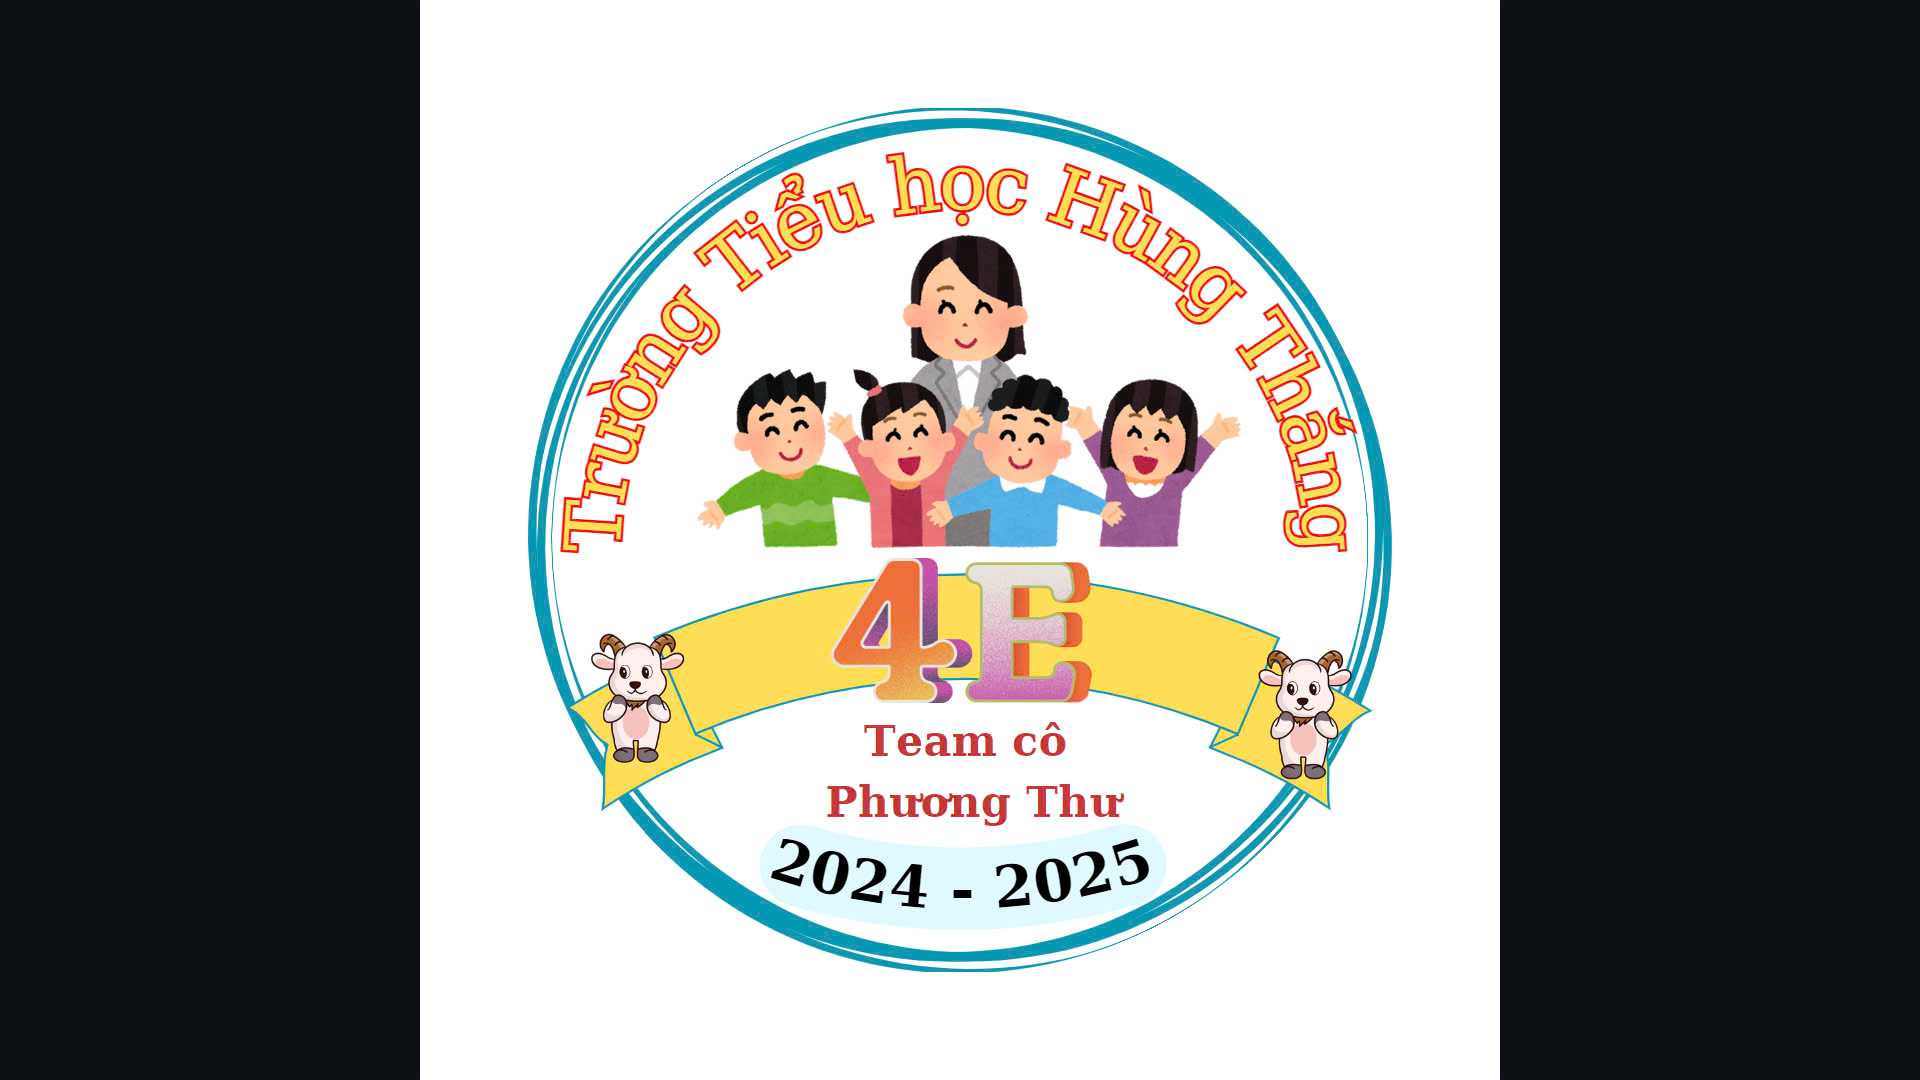 Trường Tiểu học Hùng Thắng
4E
Team cô
Phương Thư
2024 - 2025